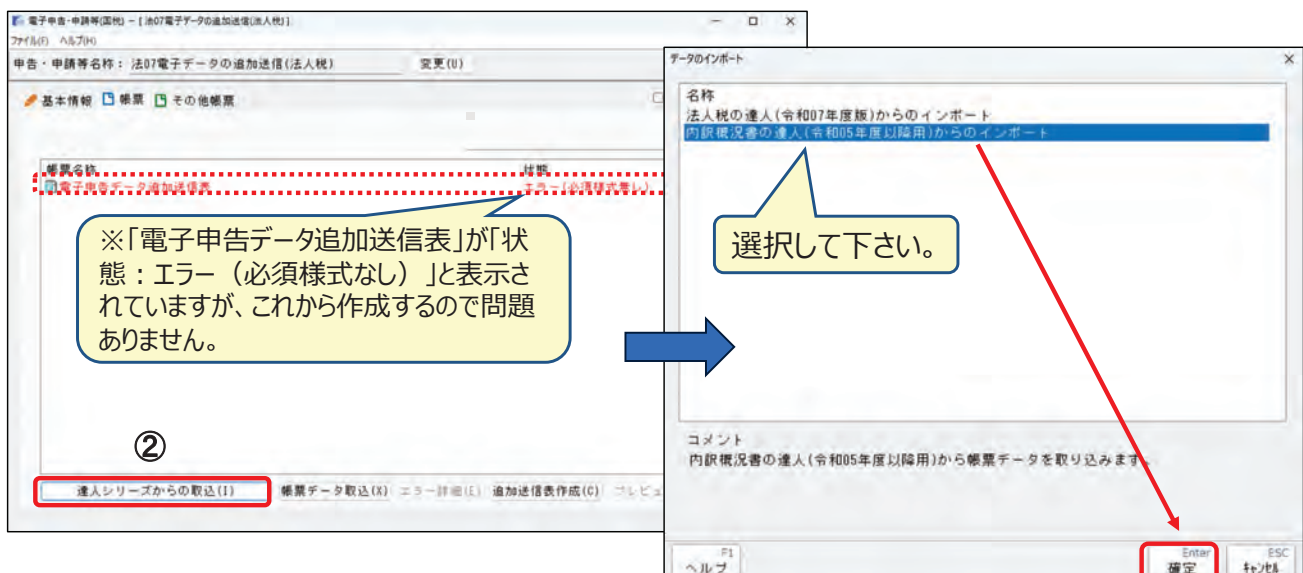 電子申告・申請等(国税) - [法07電子データの追加送信(法人税)]
ファイル(F) ヘルプ(H)
申告・申請等名称: 法07電子データの追加送信(法人税) 変更(U)
基本情報 帳票 その他帳票
帳票名称 状態
電子申告データ追加送信表 エラー(必須様式無し)
※「電子申告データ追加送信表」が「状
態:エラー(必須様式なし)」と表示さ
れていますが、これから作成するので問題
ありません。
②
達人シリーズからの取込(I) 帳票データ取込(X) エラー詳細(E) 追加送信表作成(C) プレビュ
データのインポート
名称
法人税の達人(令和07年度版)からのインポート
内訳概況書の達人(令和05年度以降用)からのインポート
選択して下さい。
コメント
内訳概況書の達人(令和05年度以降用)から帳票データを取り込みます。
F1
ヘルプ
Enter
確定
ESC
キャンセル